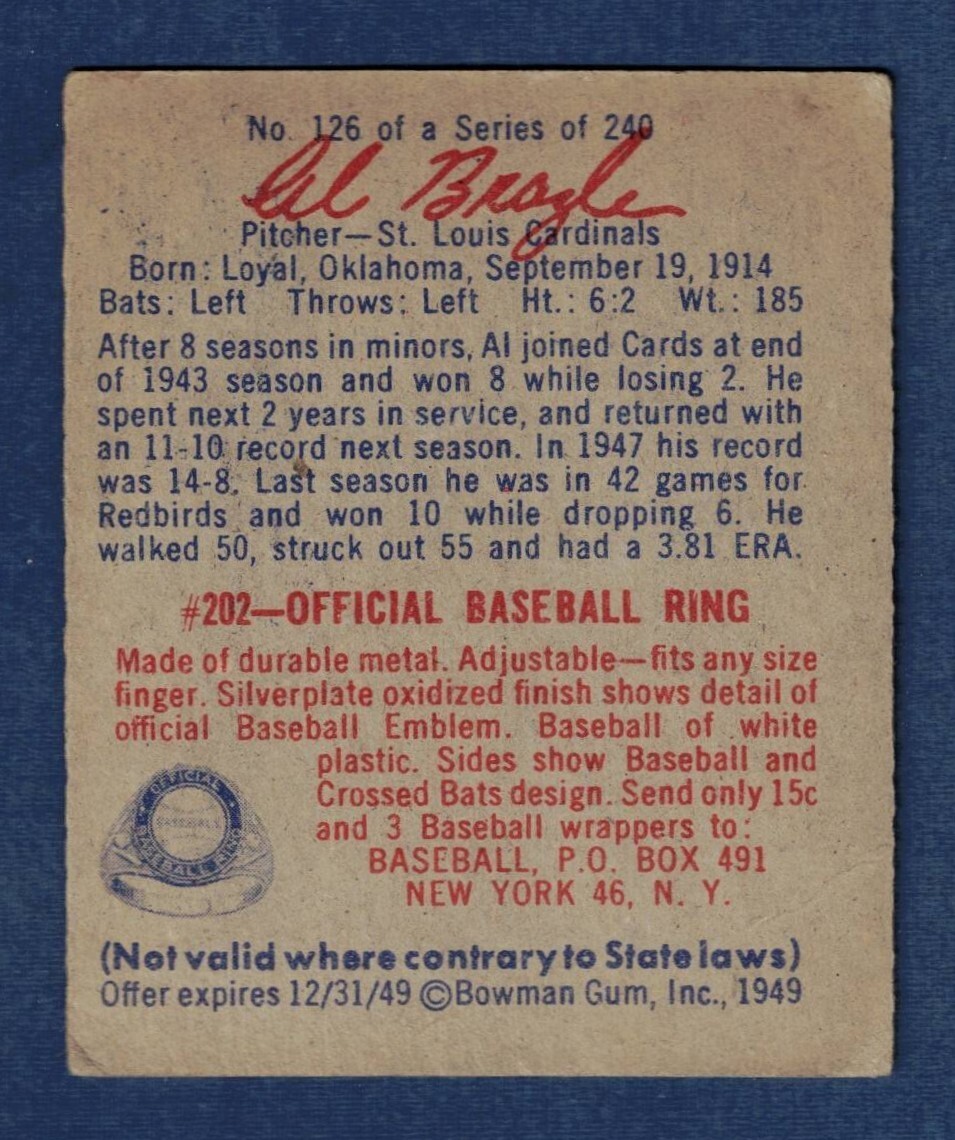 No. 126 of a Series of 240
Al Brazle
Pitcher—St. Louis Cardinals
Born: Loyal, Oklahoma, September 19, 1914
Bats: Left Throws: Left Ht.: 6:2 Wt.: 185
After 8 seasons in minors, Al joined Cards at end
of 1943 season and won 8 while losing 2. He
spent next 2 years in service, and returned with
an 11-10 record next season. In 1947 his record
was 14-8. Last season he was in 42 games for
Redbirds and won 10 while dropping 6. He
walked 50, struck out 55 and had a 3.81 ERA.
#202—OFFICIAL BASEBALL RING
Made of durable metal. Adjustable—fits any size
finger. Silverplate oxidized finish shows detail of
official Baseball Emblem. Baseball of white
plastic. Sides show Baseball and
Crossed Bats design. Send only 15c
and 3 Baseball wrappers to:
BASEBALL, P.O. BOX 491
NEW YORK 46, N. Y.
OFFICIAL
BASEBALL
BASEBALL RING
(Not valid where contrary to State laws)
Offer expires 12/31/49 ©Bowman Gum, Inc., 1949